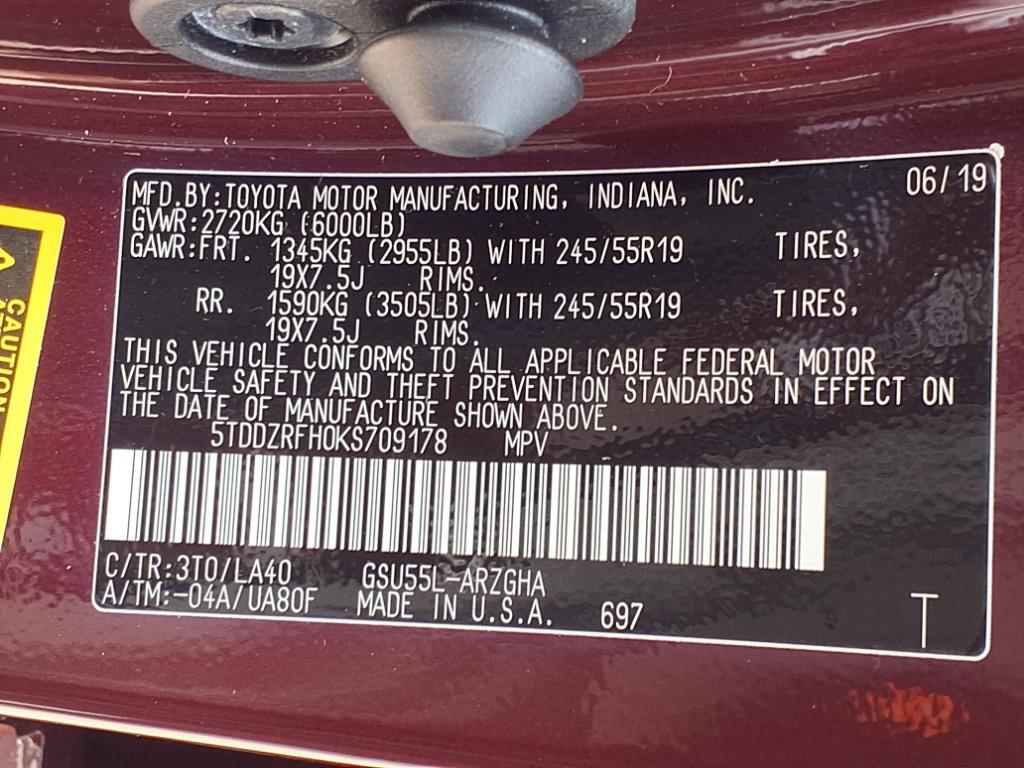 MFD.BY:TOYOTA MOTOR MANUFACTURING, INDIANA, INC. 06/19
GVWR:2720KG (6000LB)
GAWR:FRT. 1345KG (2955LB) WITH 245/55R19 TIRES,
19X7.5J RIMS.
RR. 1590KG (3505LB) WITH 245/55R19 TIRES,
19X7.5J RIMS.
THIS VEHICLE CONFORMS TO ALL APPLICABLE FEDERAL MOTOR
VEHICLE SAFETY AND THEFT PREVENTION STANDARDS IN EFFECT ON
THE DATE OF MANUFACTURE SHOWN ABOVE.
5TDDZRFH0KS709178 MPV
C/TR:3T0/LA40 GSU55L-ARZGHA
A/TM:-04A/UA80F MADE IN U.S.A. 697 T
CAUTION